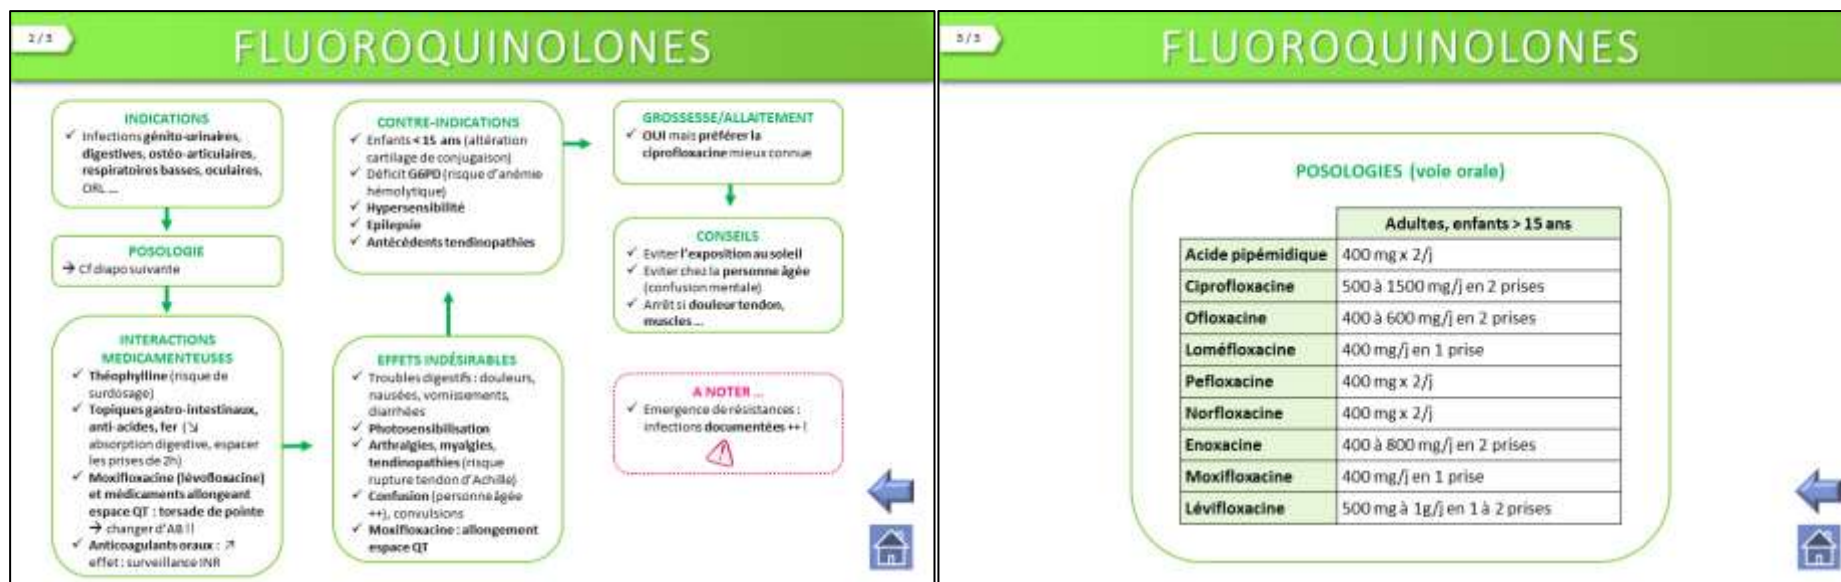 2/3
FLUOROQUINOLONES
INDICATIONS
✓ Infections génito-urinaires,
digestives, ostéo-articulaires,
respiratoires basses, oculaires,
ORL ...
POSOLOGIE
→ Cf diapo suivante
INTERACTIONS
MEDICAMENTEUSES
✓ Théophylline (risque de
surdosage)
✓ Topiques gastro-intestinaux,
anti-acides, fer (↘
absorption digestive, espacer
les prises de 2h)
✓ Moxifloxacine (lévofloxacine)
et médicaments allongeant
espace QT : torsade de pointe
→ changer d'AB !!
✓ Anticoagulants oraux : ↗
effet : surveillance INR
CONTRE-INDICATIONS
✓ Enfants < 15 ans (altération
cartilage de conjugaison)
✓ Déficit G6PD (risque d'anémie
hémolytique)
✓ Hypersensibilité
✓ Epilepsie
✓ Antécédents tendinopathies
EFFETS INDÉSIRABLES
✓ Troubles digestifs : douleurs,
nausées, vomissements,
diarrhées
✓ Photosensibilisation
✓ Arthralgies, myalgies,
tendinopathies (risque
rupture tendon d'Achille)
✓ Confusion (personne âgée
++), convulsions
✓ Moxifloxacine : allongement
espace QT
GROSSESSE/ALLAITEMENT
✓ OUI mais préférer la
ciprofloxacine mieux connue
CONSEILS
✓ Eviter l'exposition au soleil
✓ Eviter chez la personne âgée
(confusion mentale)
✓ Arrêt si douleur tendon,
muscles ...
A NOTER ...
✓ Emergence de résistances :
infections documentées ++ !
3/3
FLUOROQUINOLONES
POSOLOGIES (voie orale)
Adultes, enfants > 15 ans
Acide pipémidique 400 mg x 2/j
Ciprofloxacine 500 à 1500 mg/j en 2 prises
Ofloxacine 400 à 600 mg/j en 2 prises
Loméfloxacine 400 mg/j en 1 prise
Pefloxacine 400 mg x 2/j
Norfloxacine 400 mg x 2/j
Enoxacine 400 à 800 mg/j en 2 prises
Moxifloxacine 400 mg/j en 1 prise
Lévifloxacine 500 mg à 1g/j en 1 à 2 prises